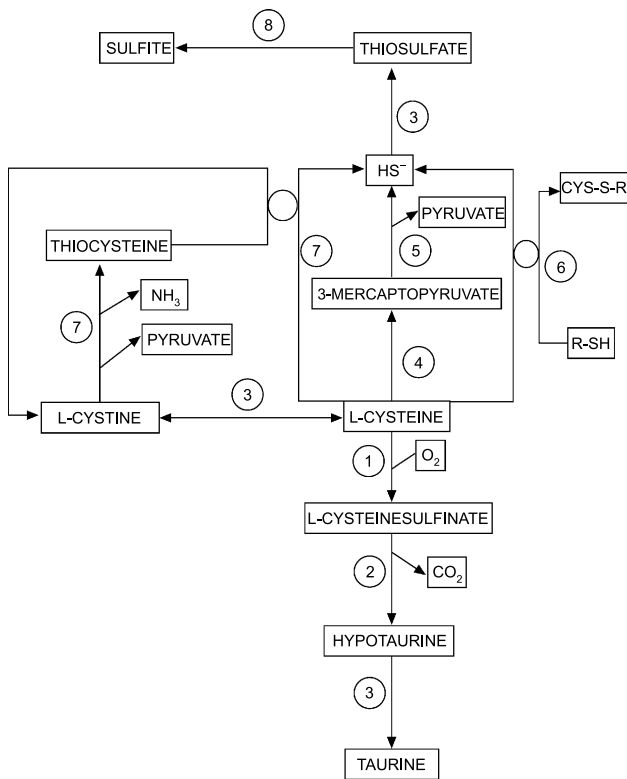 8
SULFITE
THIOSULFATE
3
HS⁻
CYS-S-R
PYRUVATE
THIOCYSTEINE
7
5
6
NH₃
3-MERCAPTOPYRUVATE
7
PYRUVATE
R-SH
4
3
L-CYSTINE
L-CYSTEINE
1
O₂
L-CYSTEINESULFINATE
2
CO₂
HYPOTAURINE
3
TAURINE